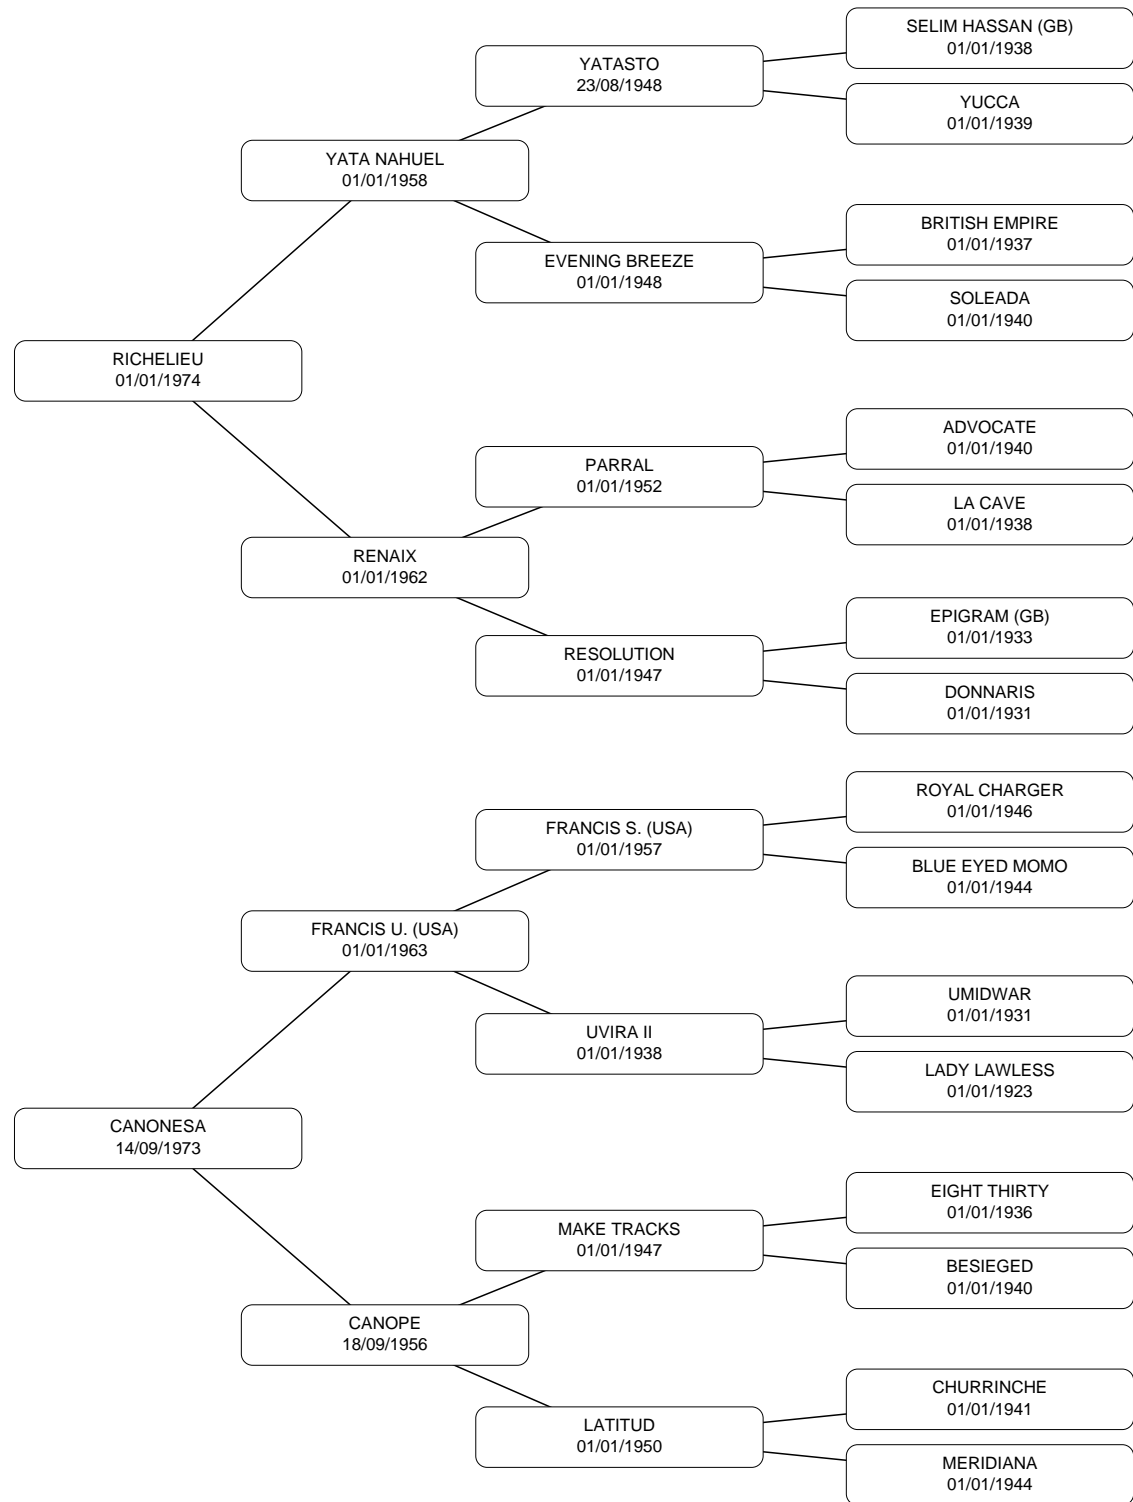 SELIM HASSAN (GB)
01/01/1938
YATASTO
23/08/1948
YUCCA
01/01/1939
YATA NAHUEL
01/01/1958
BRITISH EMPIRE
01/01/1937
EVENING BREEZE
01/01/1948
SOLEADA
01/01/1940
RICHELIEU
01/01/1974
ADVOCATE
01/01/1940
PARRAL
01/01/1952
LA CAVE
01/01/1938
RENAIX
01/01/1962
EPIGRAM (GB)
01/01/1933
RESOLUTION
01/01/1947
DONNARIS
01/01/1931
ROYAL CHARGER
01/01/1946
FRANCIS S. (USA)
01/01/1957
BLUE EYED MOMO
01/01/1944
FRANCIS U. (USA)
01/01/1963
UMIDWAR
01/01/1931
UVIRA II
01/01/1938
LADY LAWLESS
01/01/1923
CANONESA
14/09/1973
EIGHT THIRTY
01/01/1936
MAKE TRACKS
01/01/1947
BESIEGED
01/01/1940
CANOPE
18/09/1956
CHURRINCHE
01/01/1941
LATITUD
01/01/1950
MERIDIANA
01/01/1944